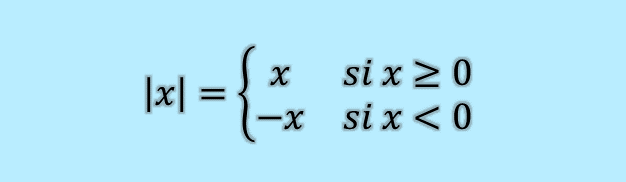 |x| = { x si x ≥ 0
−x si x < 0